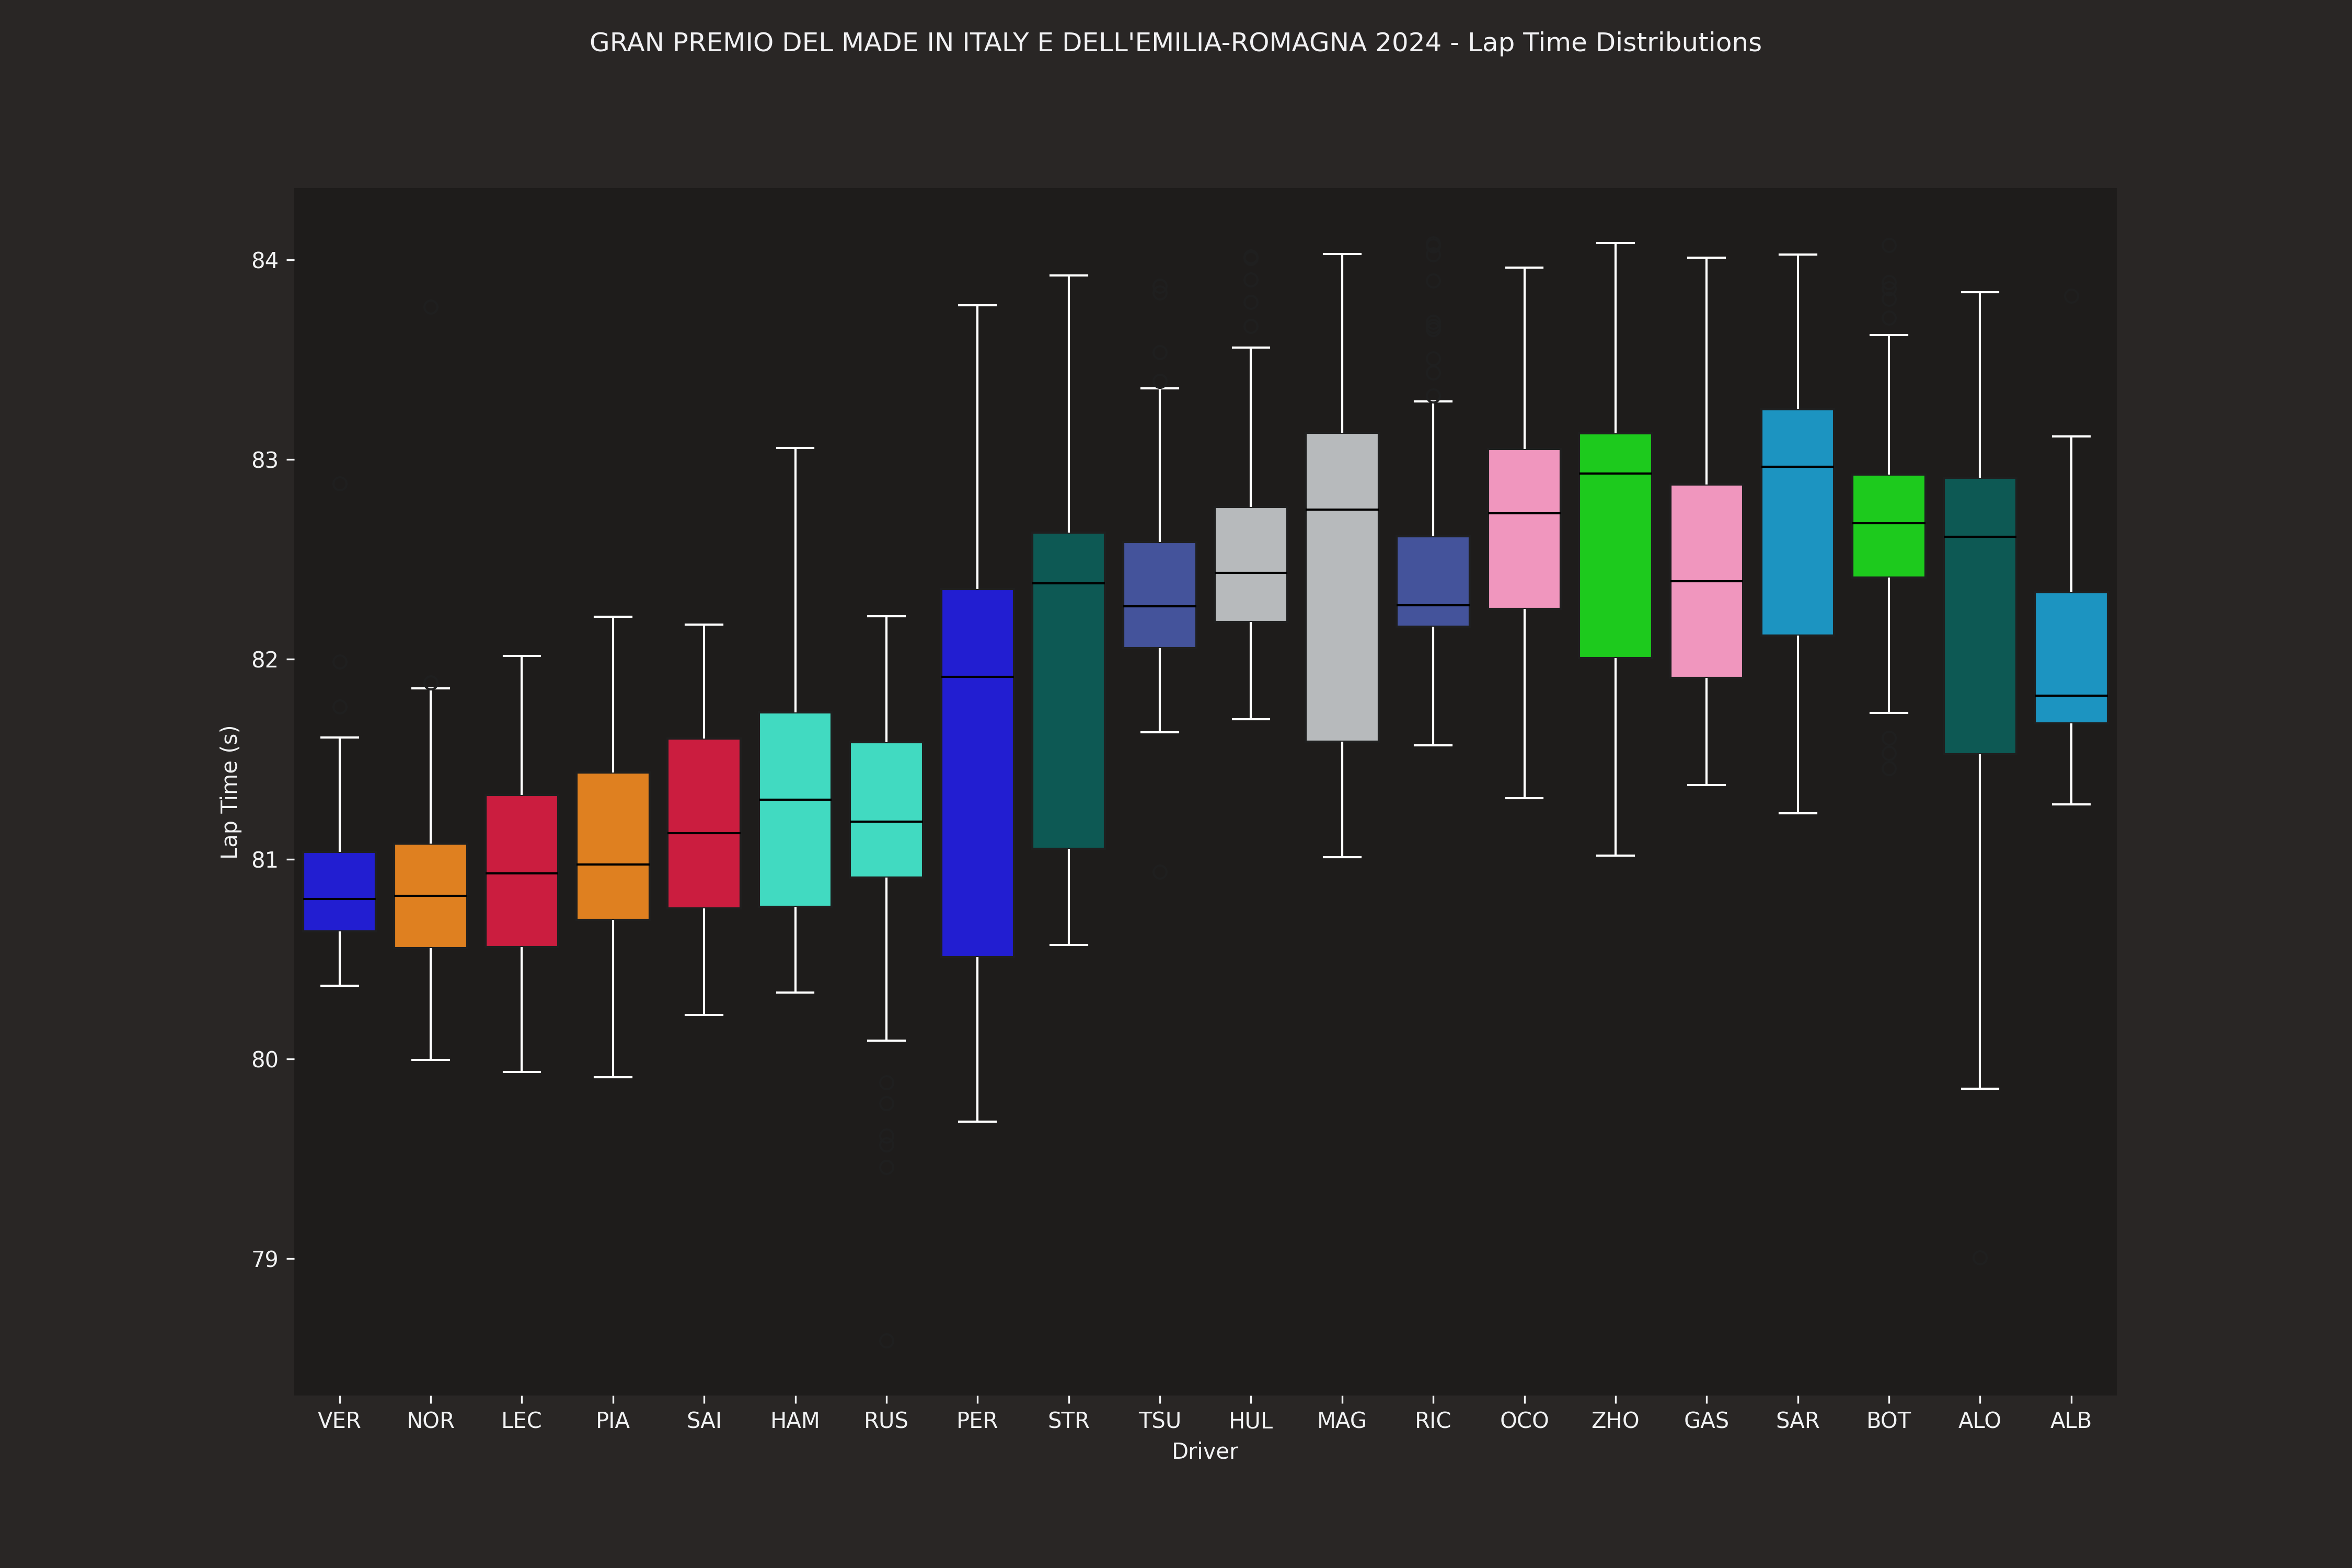 GRAN PREMIO DEL MADE IN ITALY E DELL'EMILIA-ROMAGNA 2024 - Lap Time Distributions
84
83
82
81
80
79
Lap Time (s)
VER NOR LEC PIA SAI HAM RUS PER STR TSU HUL MAG RIC OCO ZHO GAS SAR BOT ALO ALB
Driver